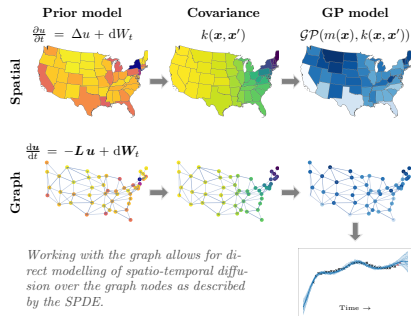 Prior model
Covariance
GP model
∂u/∂t = Δu + dW_t
k(x, x′)
GP(m(x), k(x, x′))
Spatial
du/dt = −Lu + dW_t
Graph
Working with the graph allows for di-
rect modelling of spatio-temporal diffu-
sion over the graph nodes as described
by the SPDE.
Time →